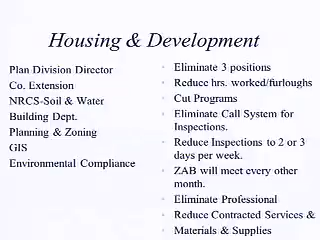 Housing & Development
Plan Division Director
Co. Extension
NRCS-Soil & Water
Building Dept.
Planning & Zoning
GIS
Environmental Compliance
• Eliminate 3 positions
• Reduce hrs. worked/furloughs
• Cut Programs
• Eliminate Call System for
Inspections.
• Reduce Inspections to 2 or 3
days per week.
• ZAB will meet every other
month.
• Eliminate Professional
• Reduce Contracted Services &
• Materials & Supplies